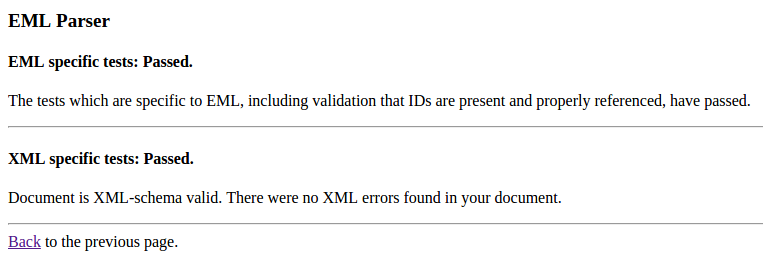 EML Parser
EML specific tests: Passed.
The tests which are specific to EML, including validation that IDs are present and properly referenced, have passed.
XML specific tests: Passed.
Document is XML-schema valid. There were no XML errors found in your document.
Back to the previous page.